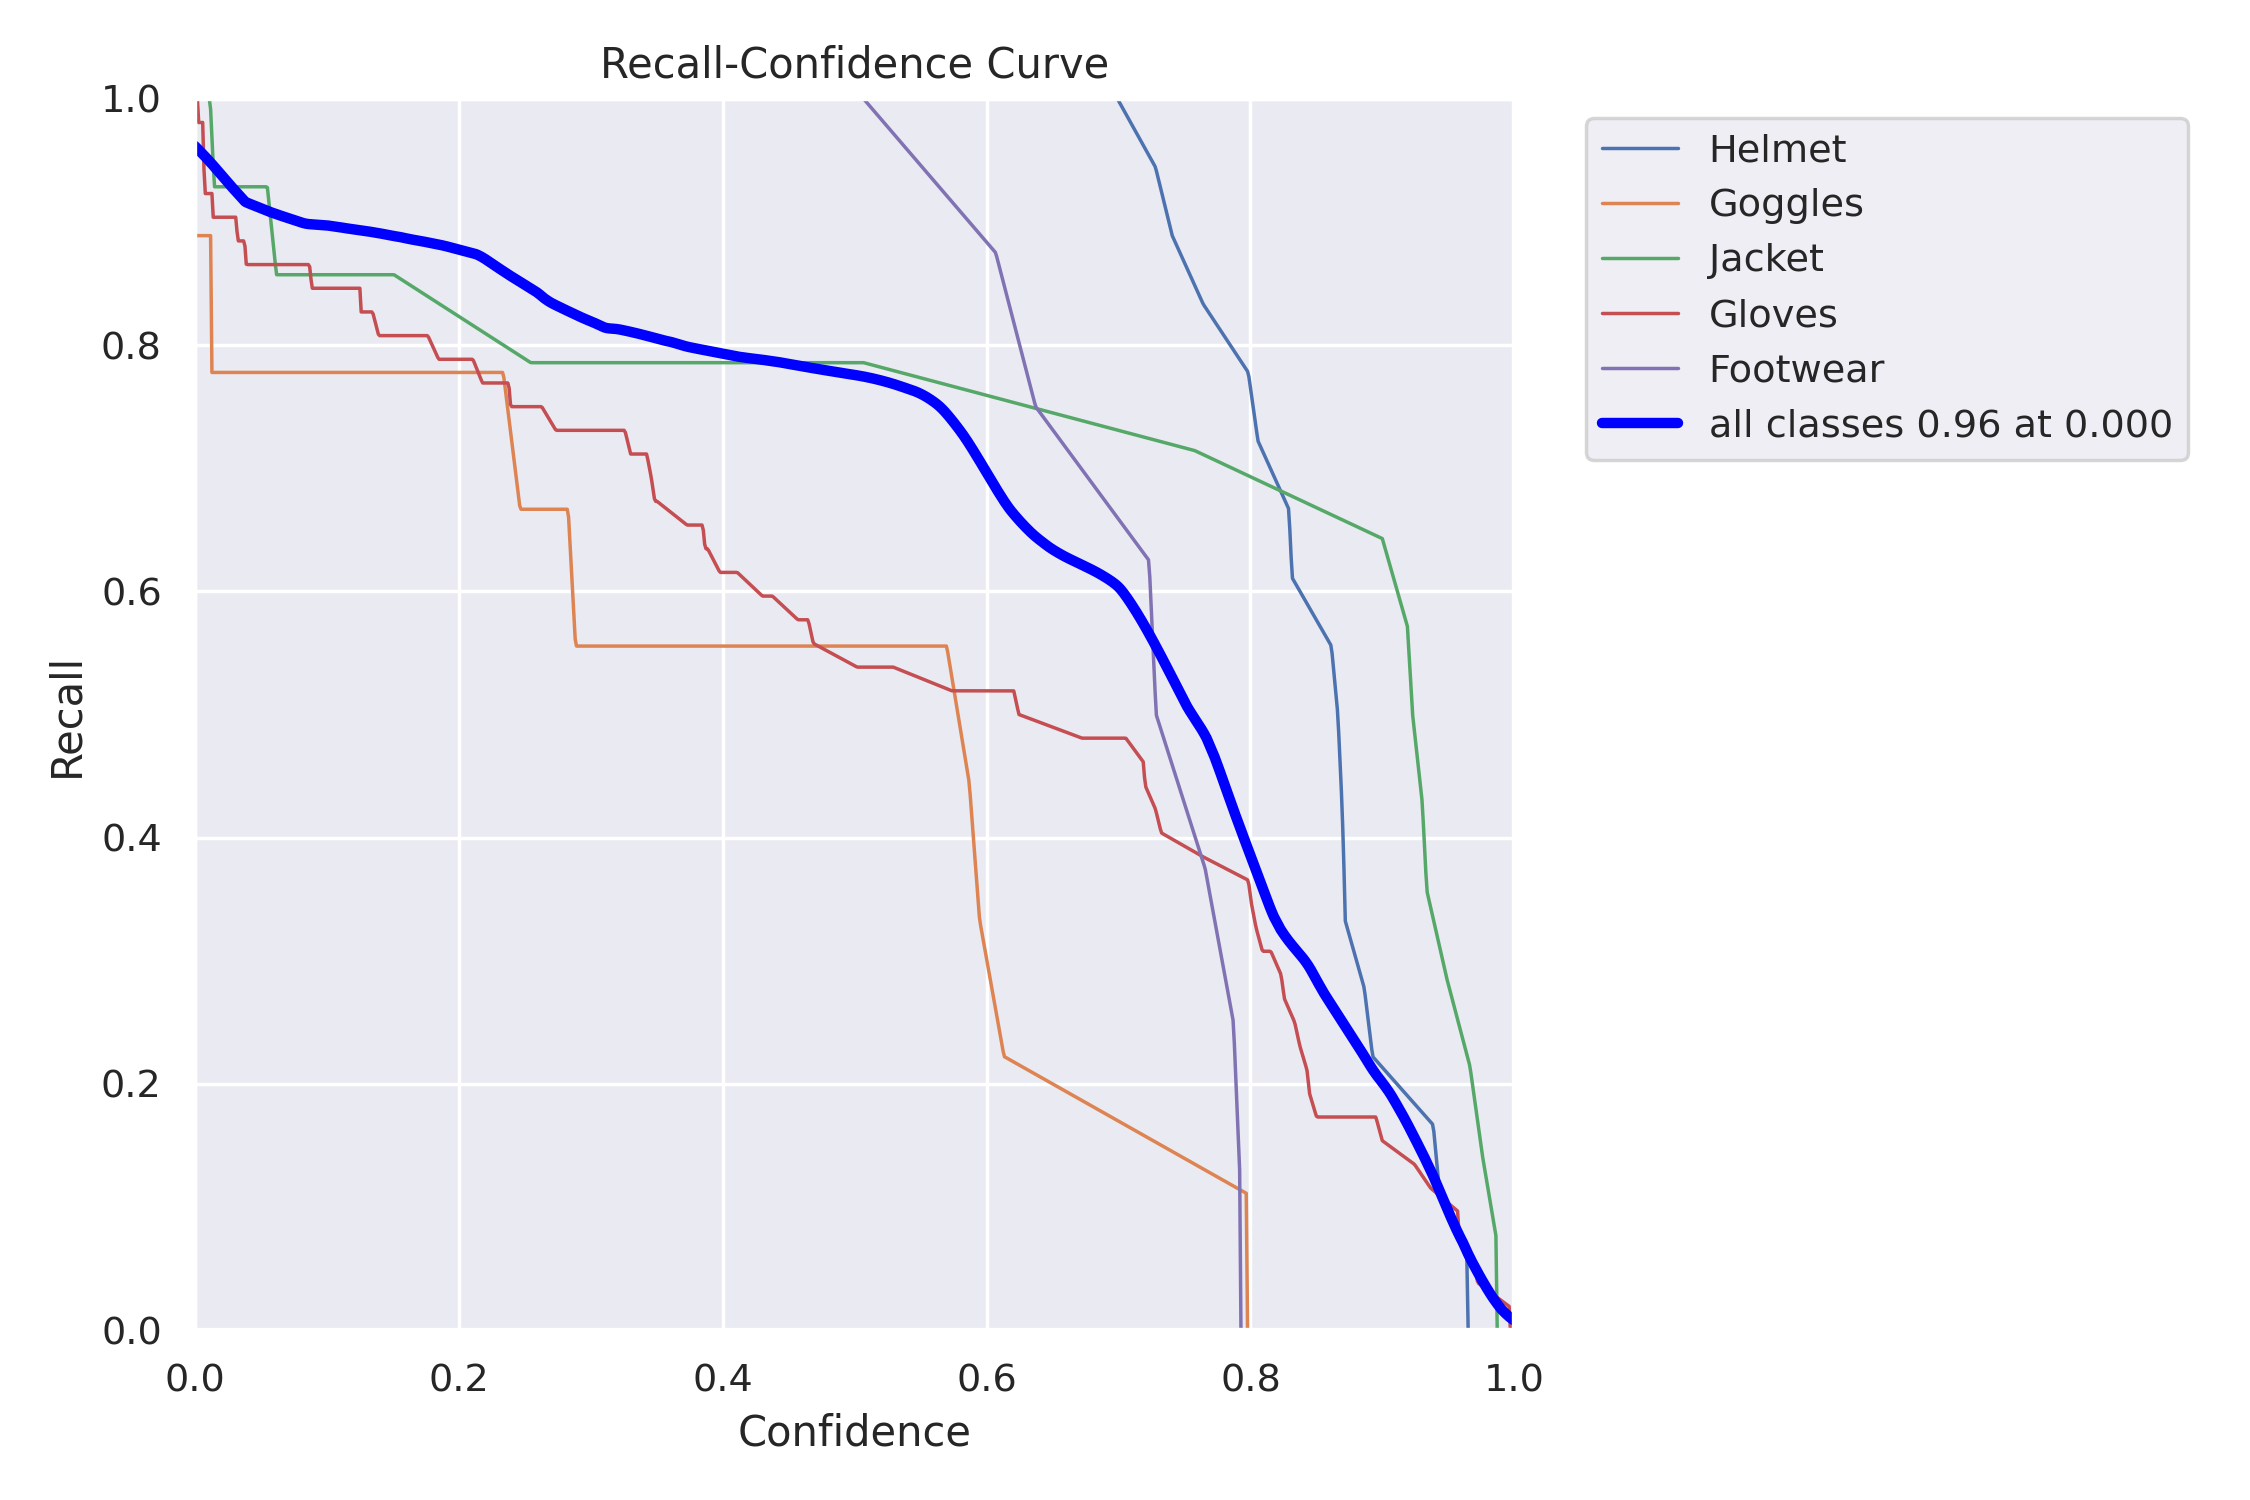 Recall-Confidence Curve
1.0
0.8
0.6
0.4
0.2
0.0
Recall
0.0 0.2 0.4 0.6 0.8 1.0
Confidence
Helmet
Goggles
Jacket
Gloves
Footwear
all classes 0.96 at 0.000